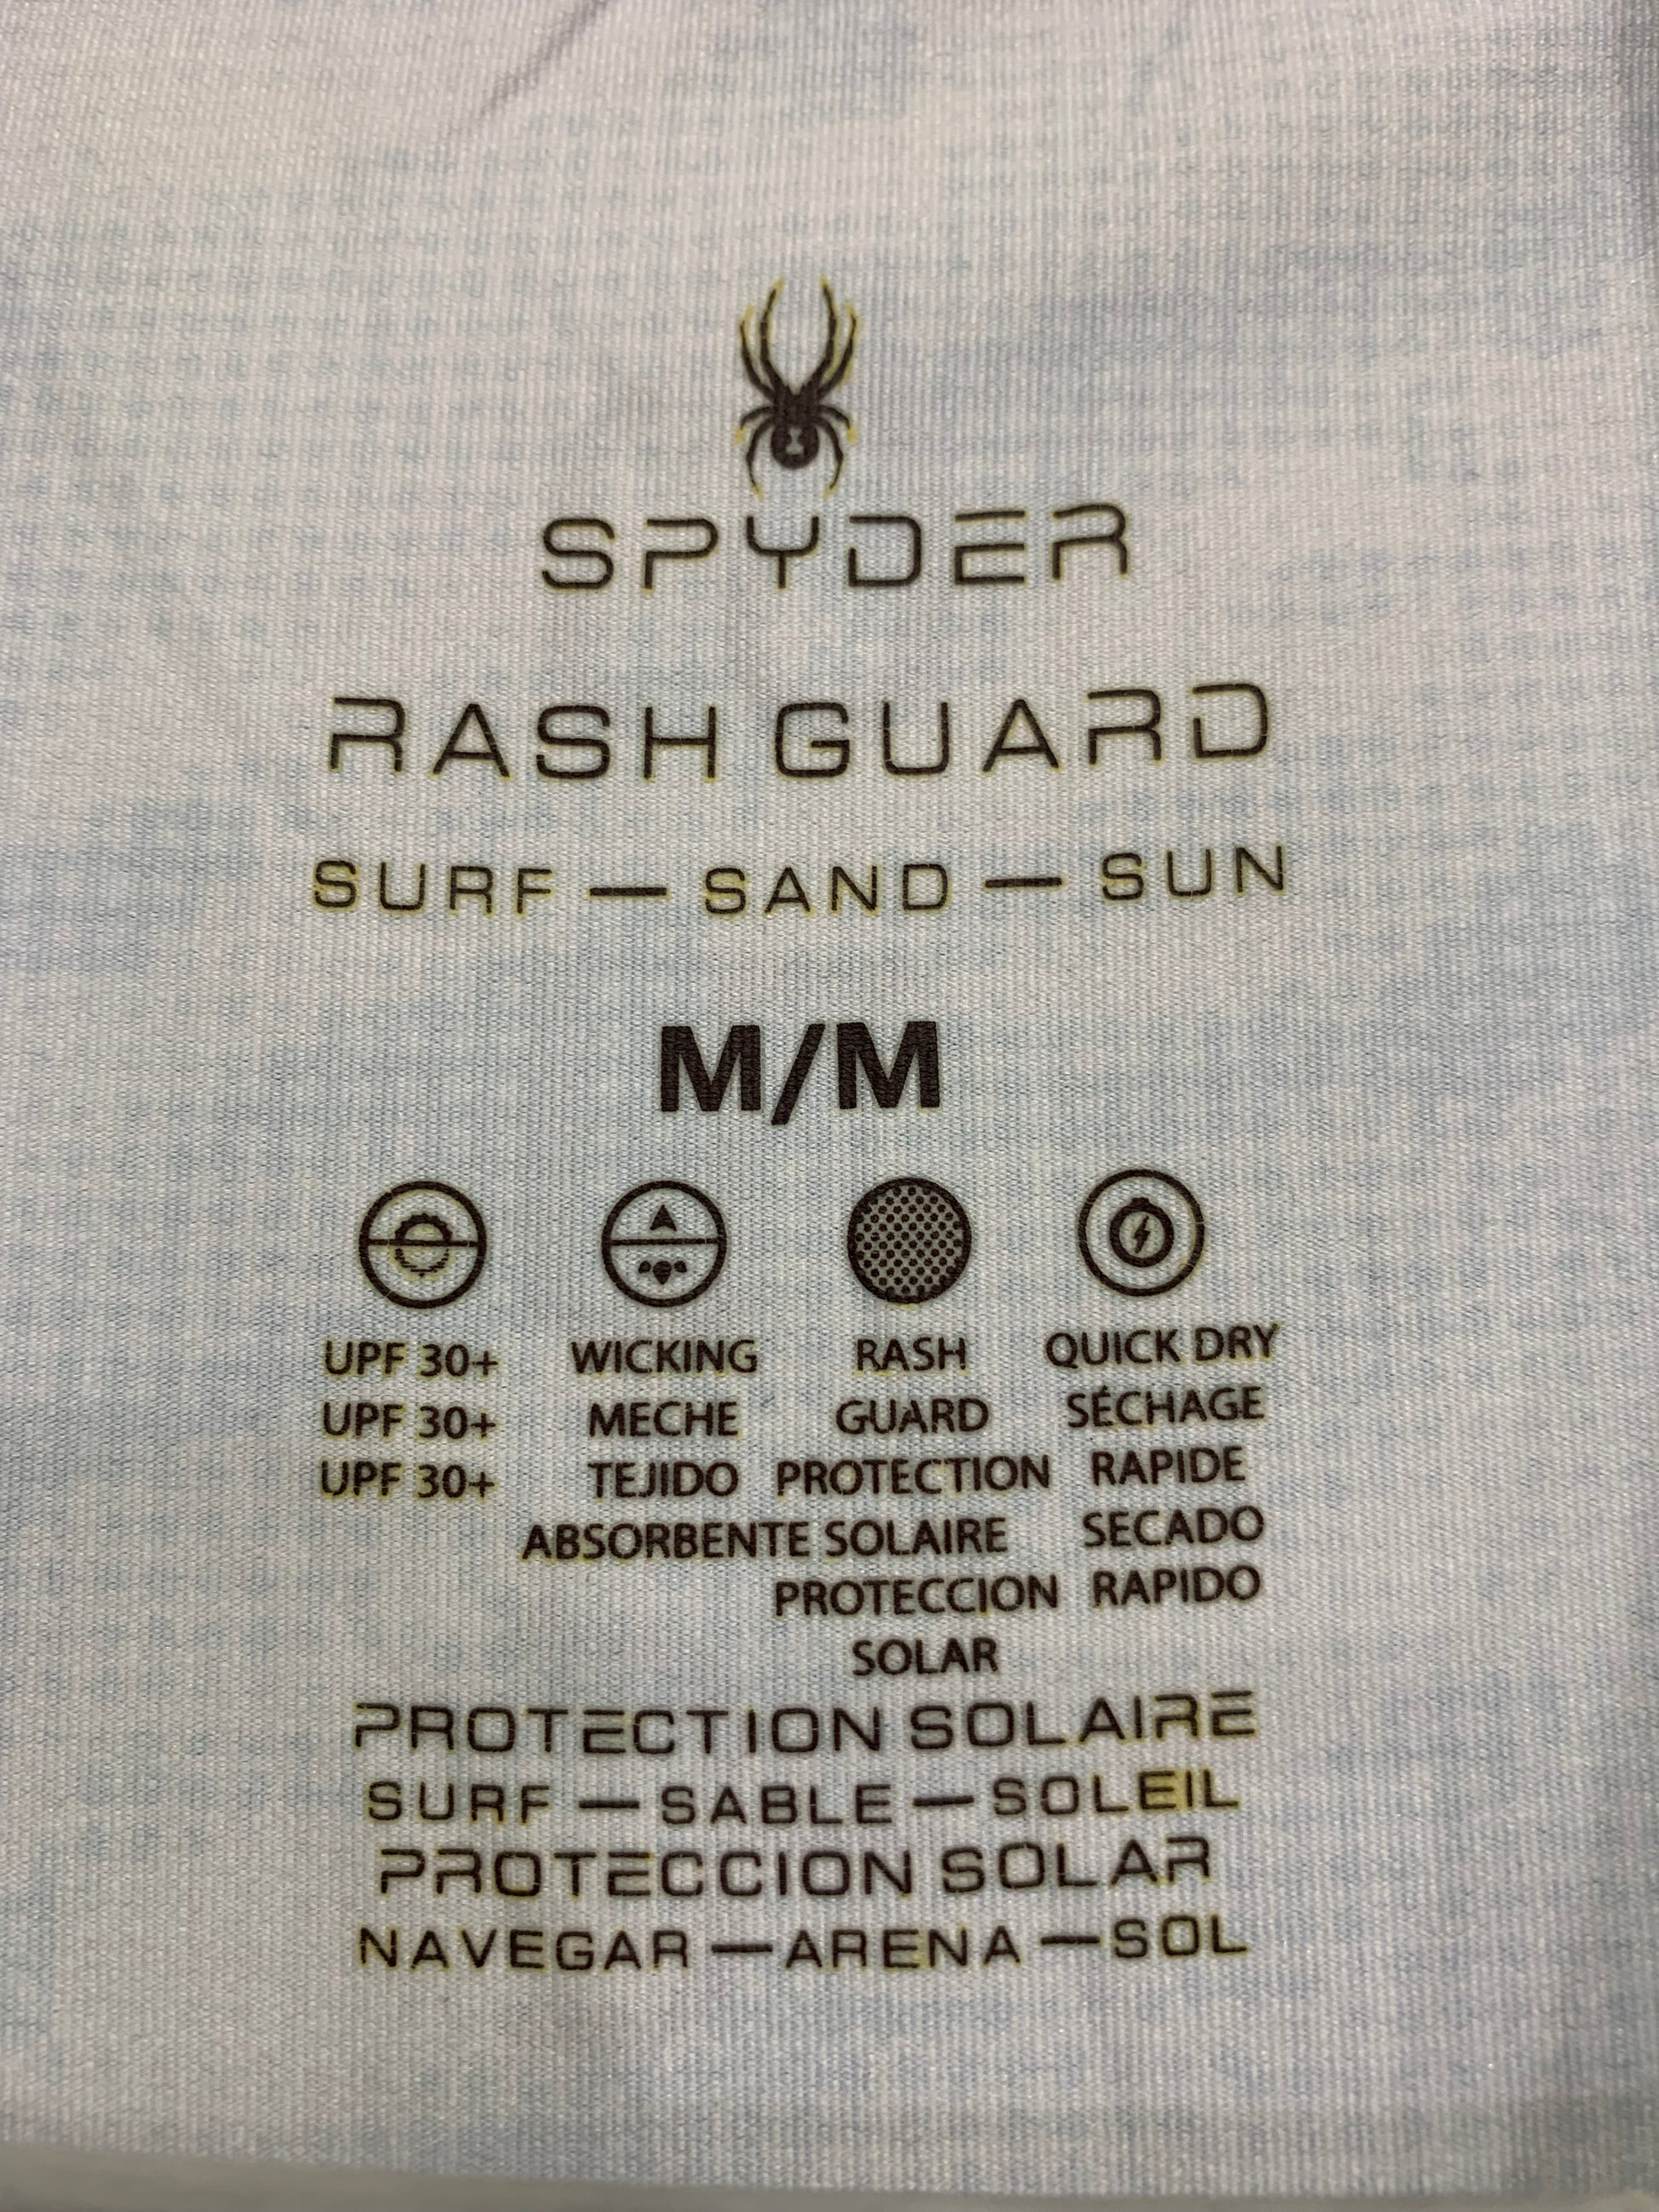 SPYDER
RASH GUARD
SURF — SAND — SUN
M/M
UPF 30+ WICKING RASH QUICK DRY
UPF 30+ MECHE GUARD SÉCHAGE
UPF 30+ TEJIDO PROTECTION RAPIDE
ABSORBENTE SOLAIRE SECADO
PROTECCION RAPIDO
SOLAR
PROTECTION SOLAIRE
SURF — SABLE — SOLEIL
PROTECCION SOLAR
NAVEGAR — ARENA — SOL